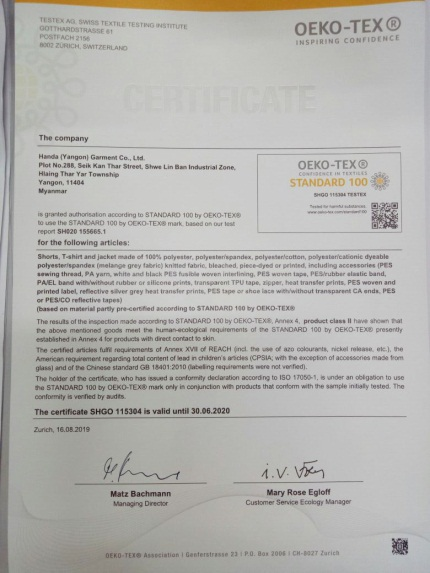 TESTEX AG, SWISS TEXTILE TESTING INSTITUTE
GOTTHARDSTRASSE 61
POSTFACH 2156
8002 ZURICH, SWITZERLAND
OEKO-TEX®
INSPIRING CONFIDENCE
CERTIFICATE
The company
Handa (Yangon) Garment Co., Ltd.
Plot No.288, Seik Kan Thar Street, Shwe Lin Ban Industrial Zone,
Hlaing Thar Yar Township
Yangon, 11404
Myanmar
OEKO-TEX®
CONFIDENCE IN TEXTILES
STANDARD 100
SHGO 115304 TESTEX
Tested for harmful substances.
www.oeko-tex.com/standard100
is granted authorisation according to STANDARD 100 by OEKO-TEX®
to use the STANDARD 100 by OEKO-TEX® mark, based on our test
report SH020 155665.1
for the following articles:
Shorts, T-shirt and jacket made of 100% polyester, polyester/spandex, polyester/cotton, polyester/cationic dyeable
polyester/spandex (melange grey fabric) knitted fabric, bleached, piece-dyed or printed, including accessories (PES
sewing thread, PA yarn, white and black PES fusible woven interlining, PES woven tape, PES/rubber elastic band,
PA/EL band with/without rubber or silicone prints, transparent TPU tape, zipper, heat transfer prints, PES woven and
printed label, reflective silver grey heat transfer prints, PES tape or shoe lace with/without transparent CA ends, PES
or PES/CO reflective tapes)
(based on material partly pre-certified according to STANDARD 100 by OEKO-TEX®
The results of the inspection made according to STANDARD 100 by OEKO-TEX®, Annex 4, product class II have shown that
the above mentioned goods meet the human-ecological requirements of the STANDARD 100 by OEKO-TEX® presently
established in Annex 4 for products with direct contact to skin.
The certified articles fulfil requirements of Annex XVII of REACH (incl. the use of azo colourants, nickel release, etc.), the
American requirement regarding total content of lead in children's articles (CPSIA; with the exception of accessories made from
glass) and of the Chinese standard GB 18401:2010 (labelling requirements were not verified).
The holder of the certificate, who has issued a conformity declaration according to ISO 17050-1, is under an obligation to use
the STANDARD 100 by OEKO-TEX® mark only in conjunction with products that conform with the sample initially tested. The
conformity is verified by audits.
The certificate SHGO 115304 is valid until 30.06.2020
Zurich, 16.08.2019
i.V.
Matz Bachmann
Managing Director
Mary Rose Egloff
Customer Service Ecology Manager
OEKO-TEX® Association | Genferstrasse 23 | P.O. Box 2006 | CH-8027 Zurich